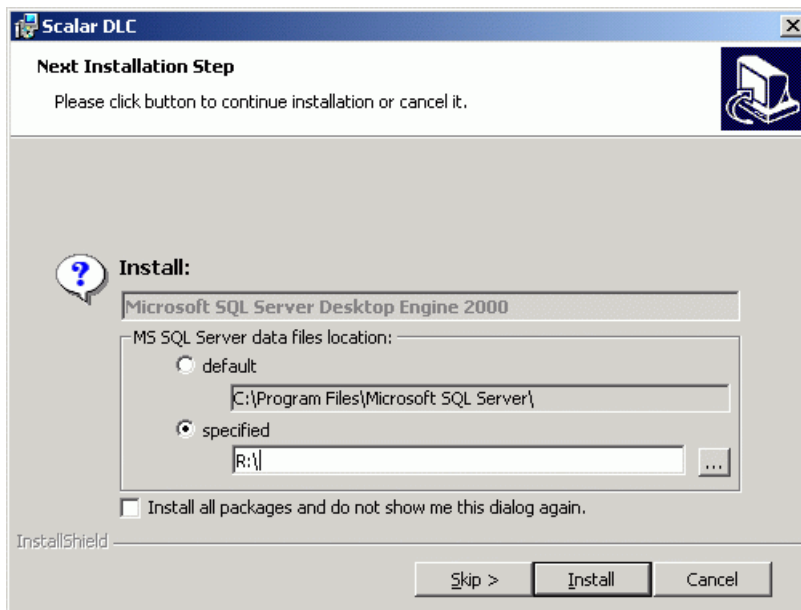 Scalar DLC
Next Installation Step
Please click button to continue installation or cancel it.
?
Install:
Microsoft SQL Server Desktop Engine 2000
MS SQL Server data files location:
default
C:\Program Files\Microsoft SQL Server\
specified
R:\
...
Install all packages and do not show me this dialog again.
InstallShield
Skip >
Install
Cancel